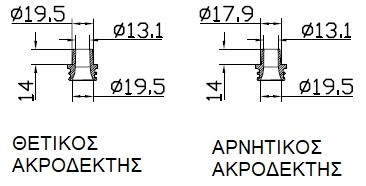 Ø19.5 Ø17.9
Ø13.1 Ø13.1
14 14
Ø19.5 Ø19.5
ΘΕΤΙΚΟΣ
ΑΚΡΟΔΕΚΤΗΣ
ΑΡΝΗΤΙΚΟΣ
ΑΚΡΟΔΕΚΤΗΣ